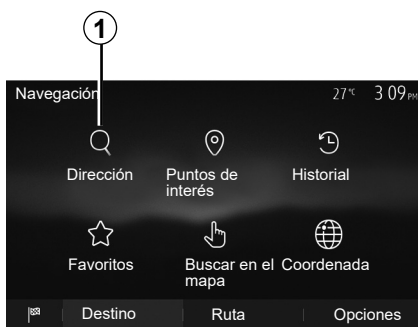 1
Navegación 27°C 3 09 PM
Dirección Puntos de interés Historial
Favoritos Buscar en el mapa Coordenada
Destino Ruta Opciones